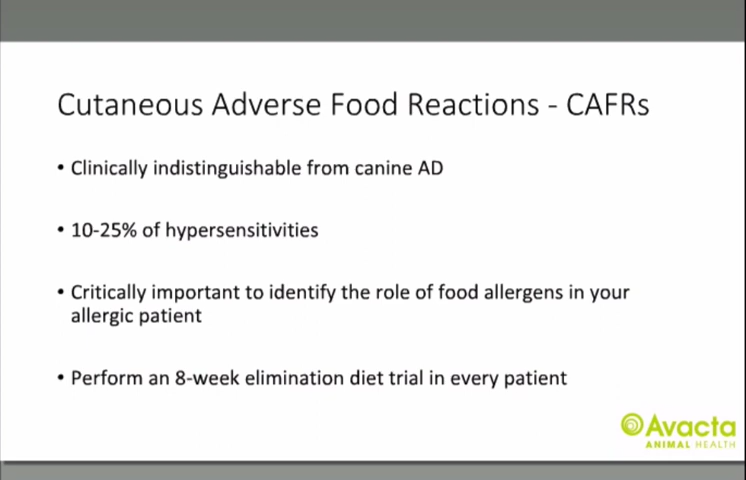 Cutaneous Adverse Food Reactions - CAFRs
• Clinically indistinguishable from canine AD
• 10-25% of hypersensitivities
• Critically important to identify the role of food allergens in your
allergic patient
• Perform an 8-week elimination diet trial in every patient
Avacta
ANIMAL HEALTH